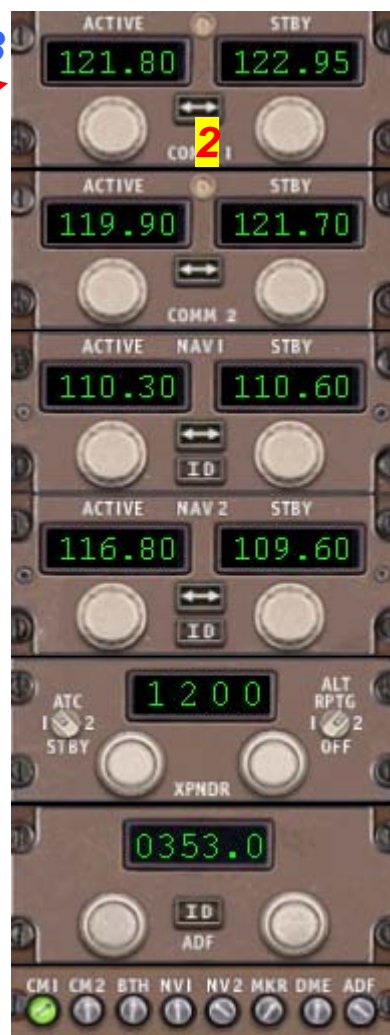 ACTIVE D STBY
3
121.80 122.95
2
COMM 1
ACTIVE D STBY
119.90 121.70
COMM 2
ACTIVE NAV1 STBY
110.30 110.60
ID
ACTIVE NAV 2 STBY
116.80 109.60
ID
1200
ATC
1 2
STBY
ALT
RPTG
1 2
OFF
XPNDR
0353.0
ID
ADF
CM1 CM2 BTH NV1 NV2 MKR DME ADF